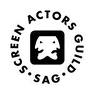 SCREEN ACTORS GUILD
• SAG •